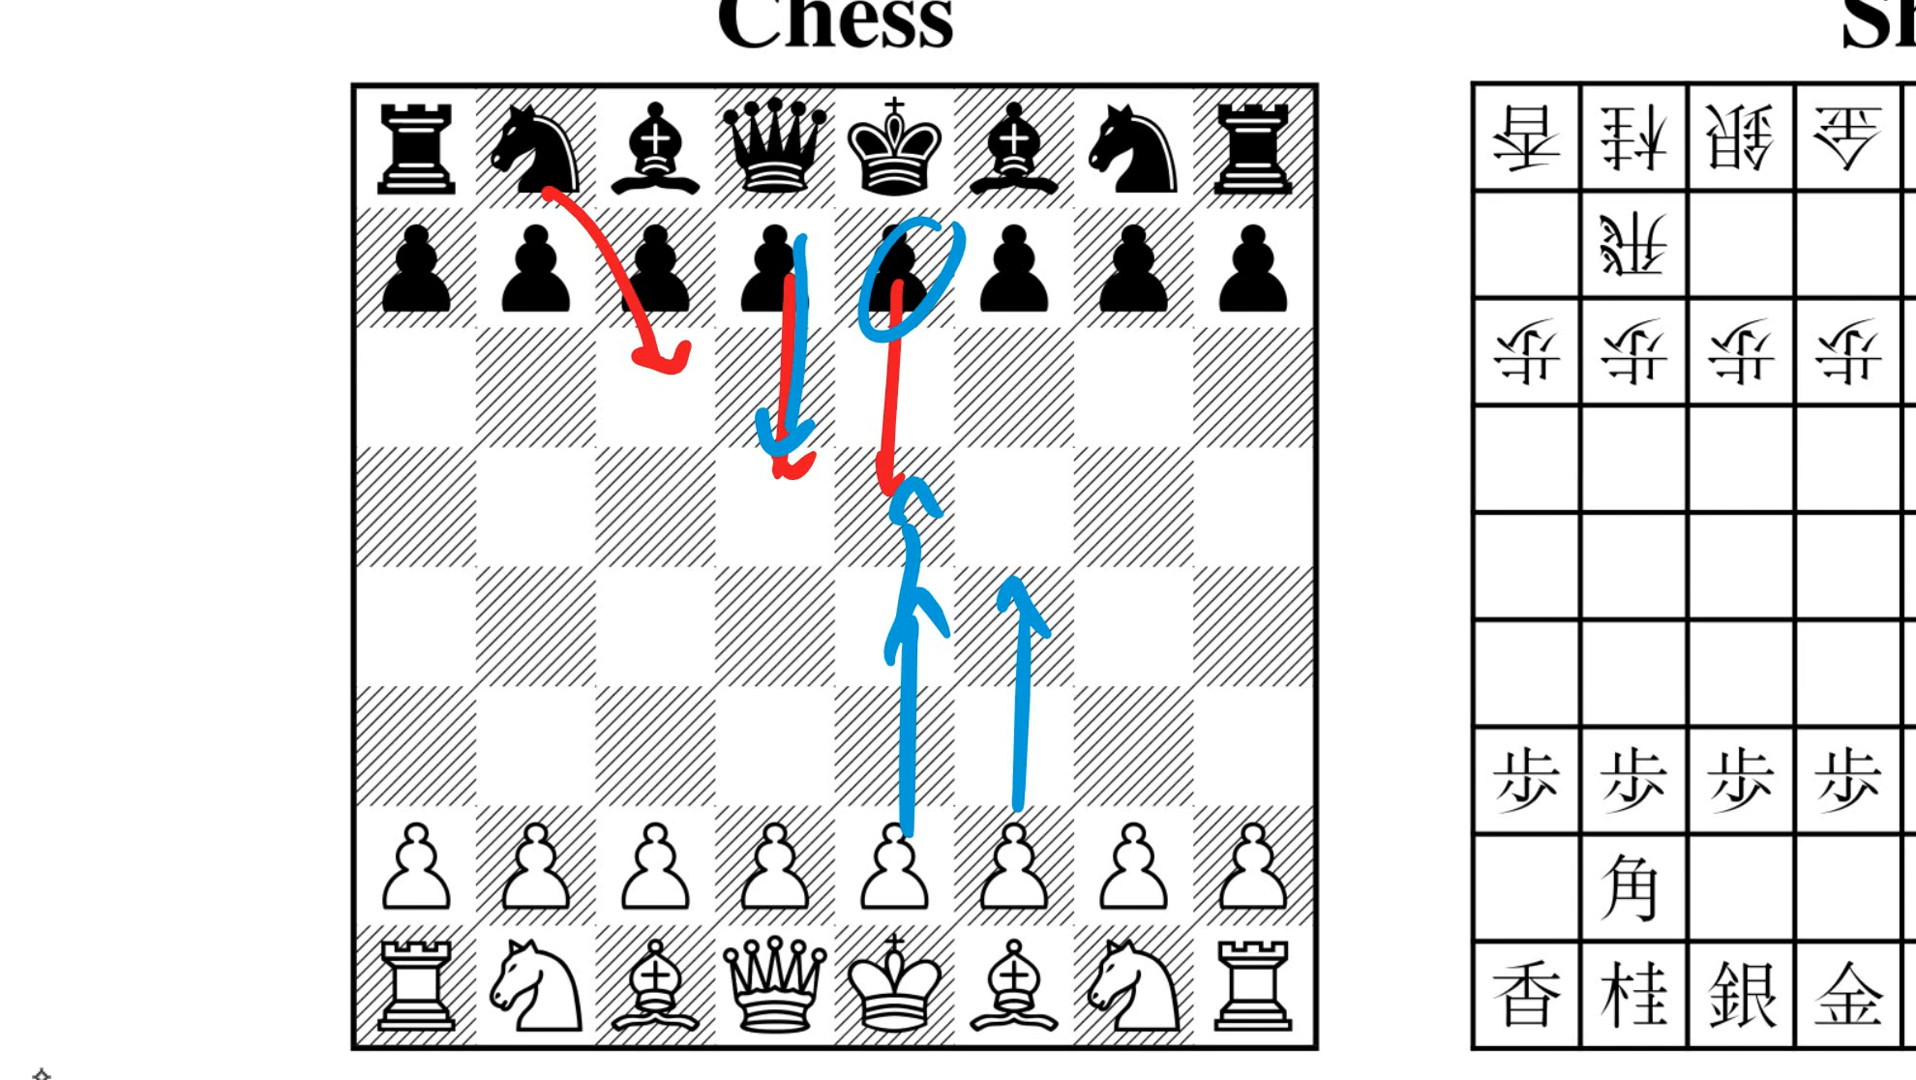 Chess
Sh
香 桂 銀 金
飛
歩 歩 歩 歩
歩 歩 歩 歩
角
香 桂 銀 金